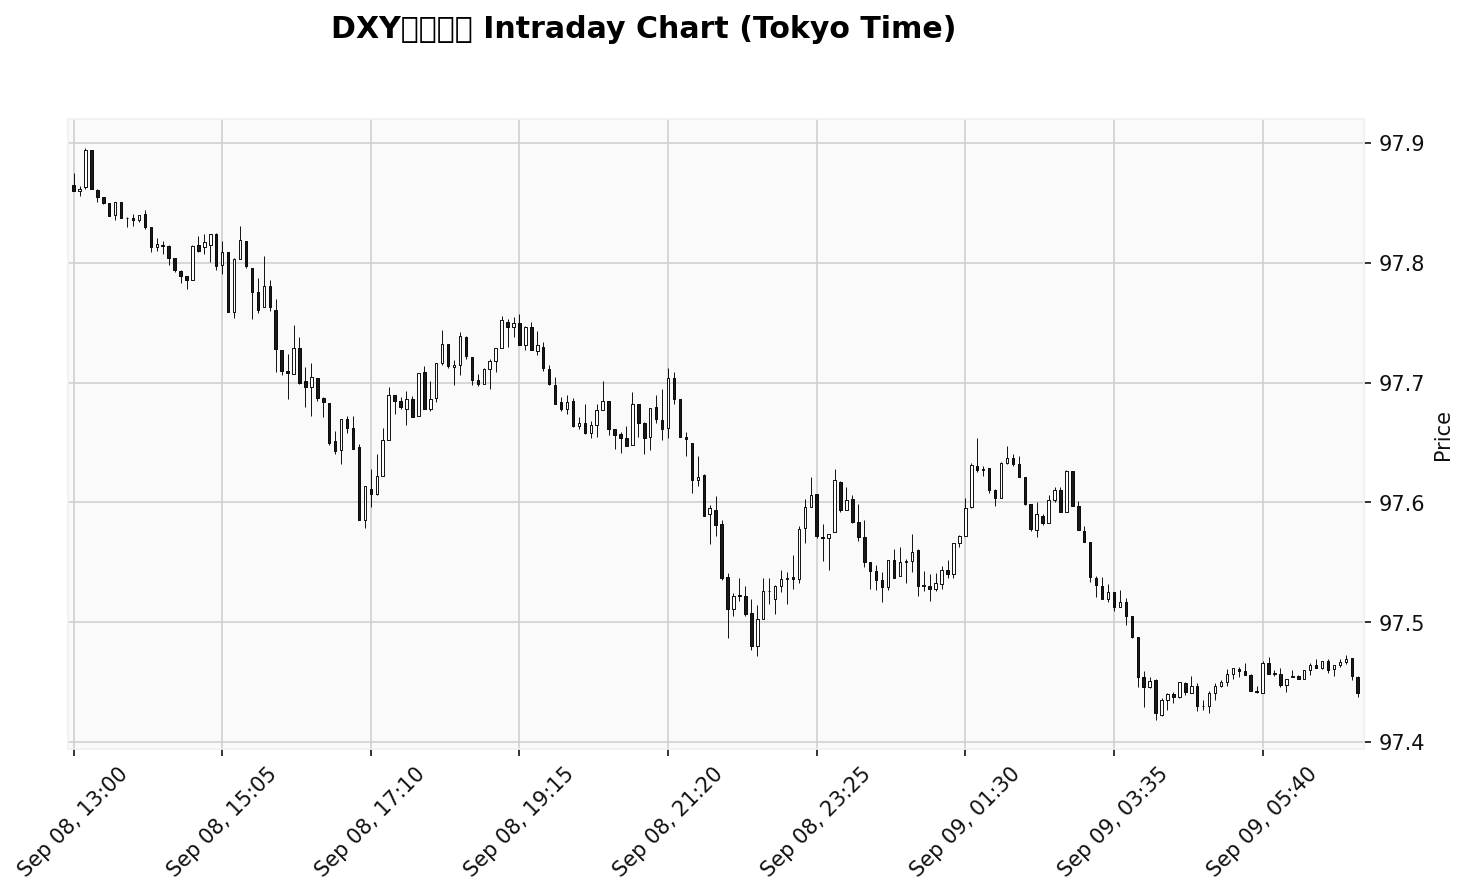 DXY Intraday Chart (Tokyo Time)
97.9
97.8
97.7
97.6
97.5
97.4
Price
Sep 08, 13:00
Sep 08, 15:05
Sep 08, 17:10
Sep 08, 19:15
Sep 08, 21:20
Sep 08, 23:25
Sep 09, 01:30
Sep 09, 03:35
Sep 09, 05:40